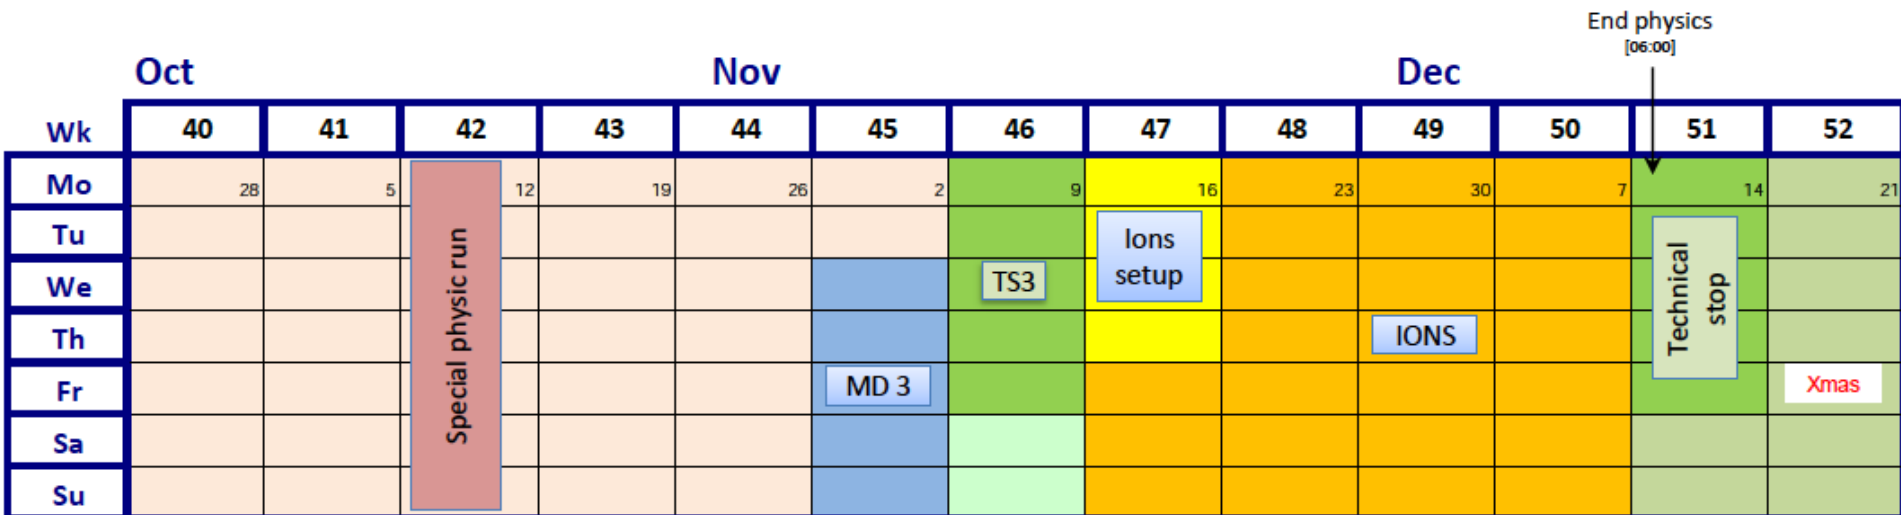 End physics
[06:00]
Oct Nov Dec
Wk 40 41 42 43 44 45 46 47 48 49 50 51 52
Mo 28 5 12 19 26 2 9 16 23 30 7 14 21
Tu
We
Th
Fr
Sa
Su
Special physic run
MD 3
TS3
Ions
setup
IONS
Technical
stop
Xmas